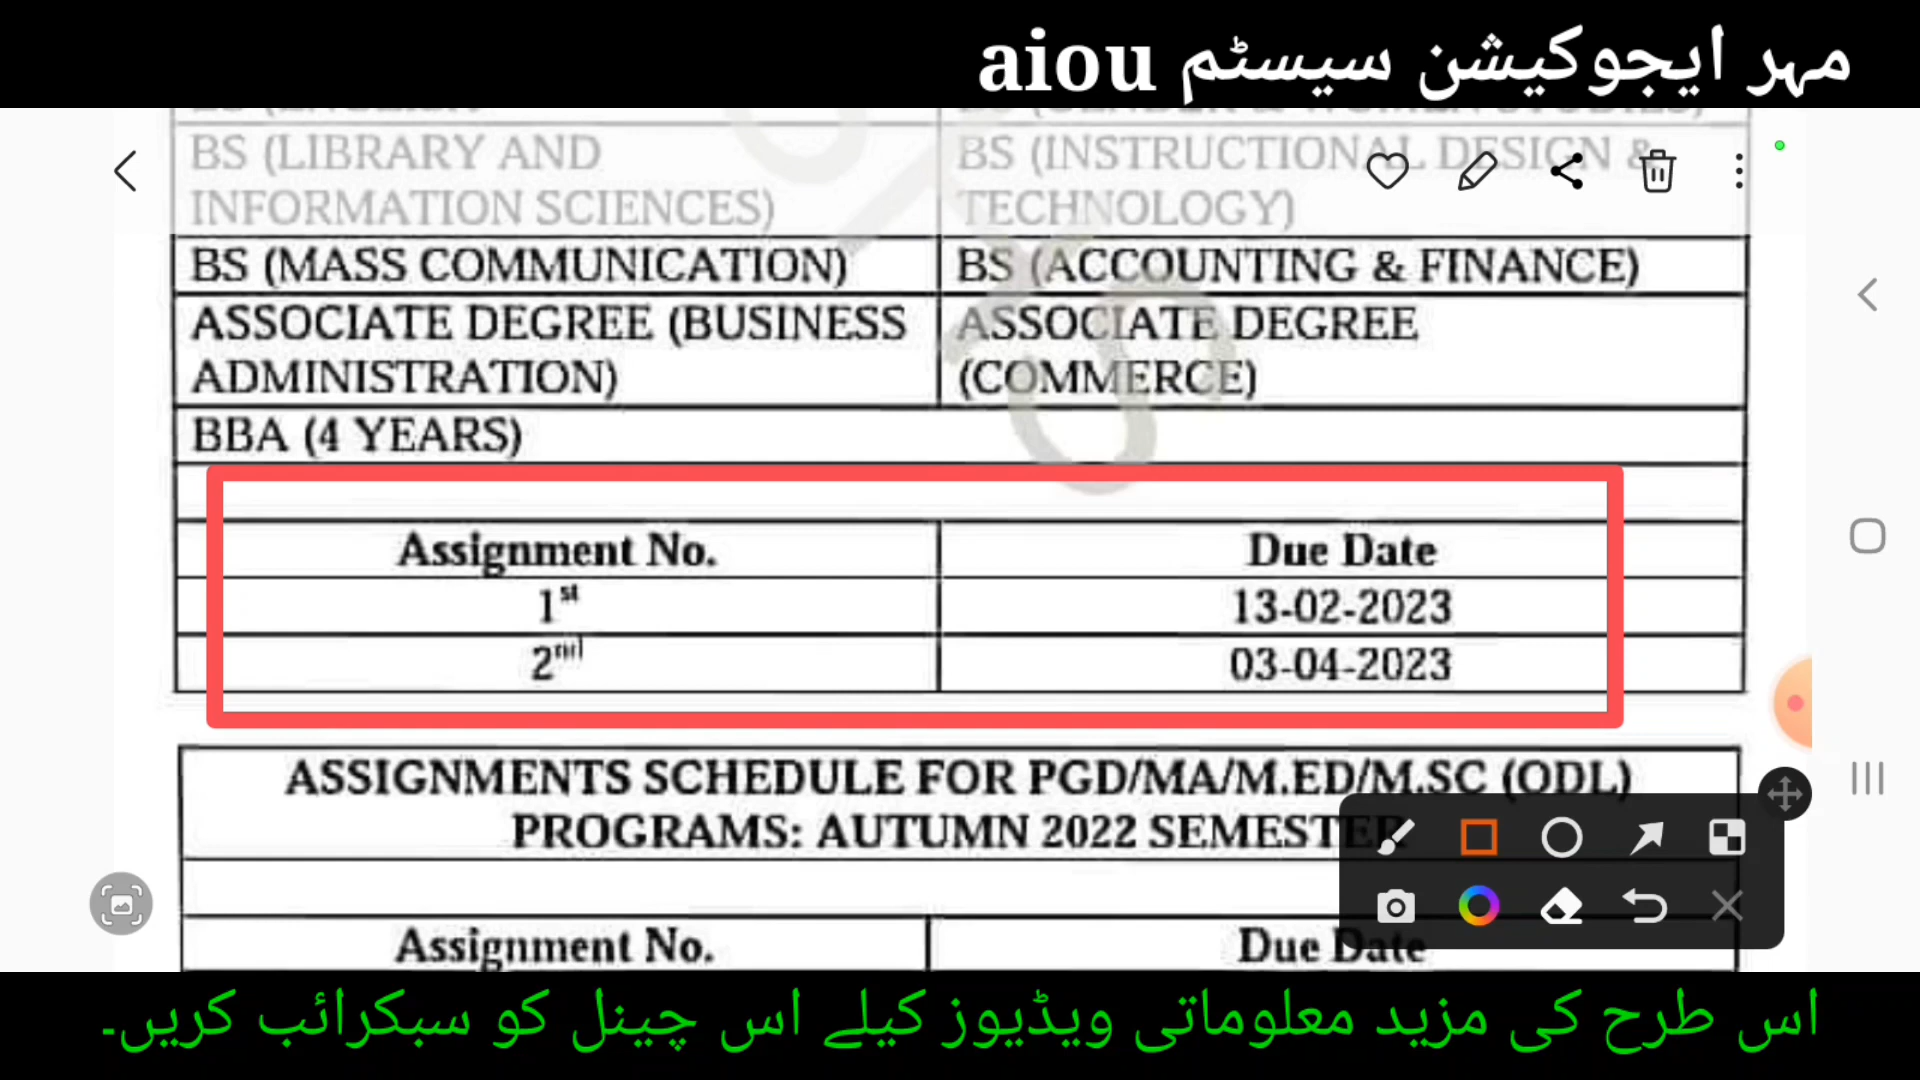 مہر ایجوکیشن سیسٹم aiou
BS (LIBRARY AND
INFORMATION SCIENCES)
BS (INSTRUCTIONAL DESIGN &
TECHNOLOGY)
BS (MASS COMMUNICATION)
BS (ACCOUNTING & FINANCE)
ASSOCIATE DEGREE (BUSINESS
ADMINISTRATION)
ASSOCIATE DEGREE
(COMMERCE)
BBA (4 YEARS)
Assignment No.
Due Date
1st
13-02-2023
2nd
03-04-2023
ASSIGNMENTS SCHEDULE FOR PGD/MA/M.ED/M.SC (ODL)
PROGRAMS: AUTUMN 2022 SEMESTER
Assignment No.
Due Date
اس طرح کی مزید معلوماتی ویڈیوز کیلے اس چینل کو سبکرائب کریں۔